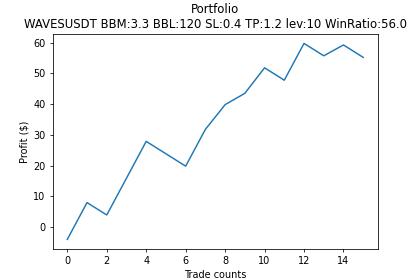 Portfolio
WAVESUSDT BBM:3.3 BBL:120 SL:0.4 TP:1.2 lev:10 WinRatio:56.0
60
50
40
30
20
10
0
Profit ($)
0 2 4 6 8 10 12 14
Trade counts